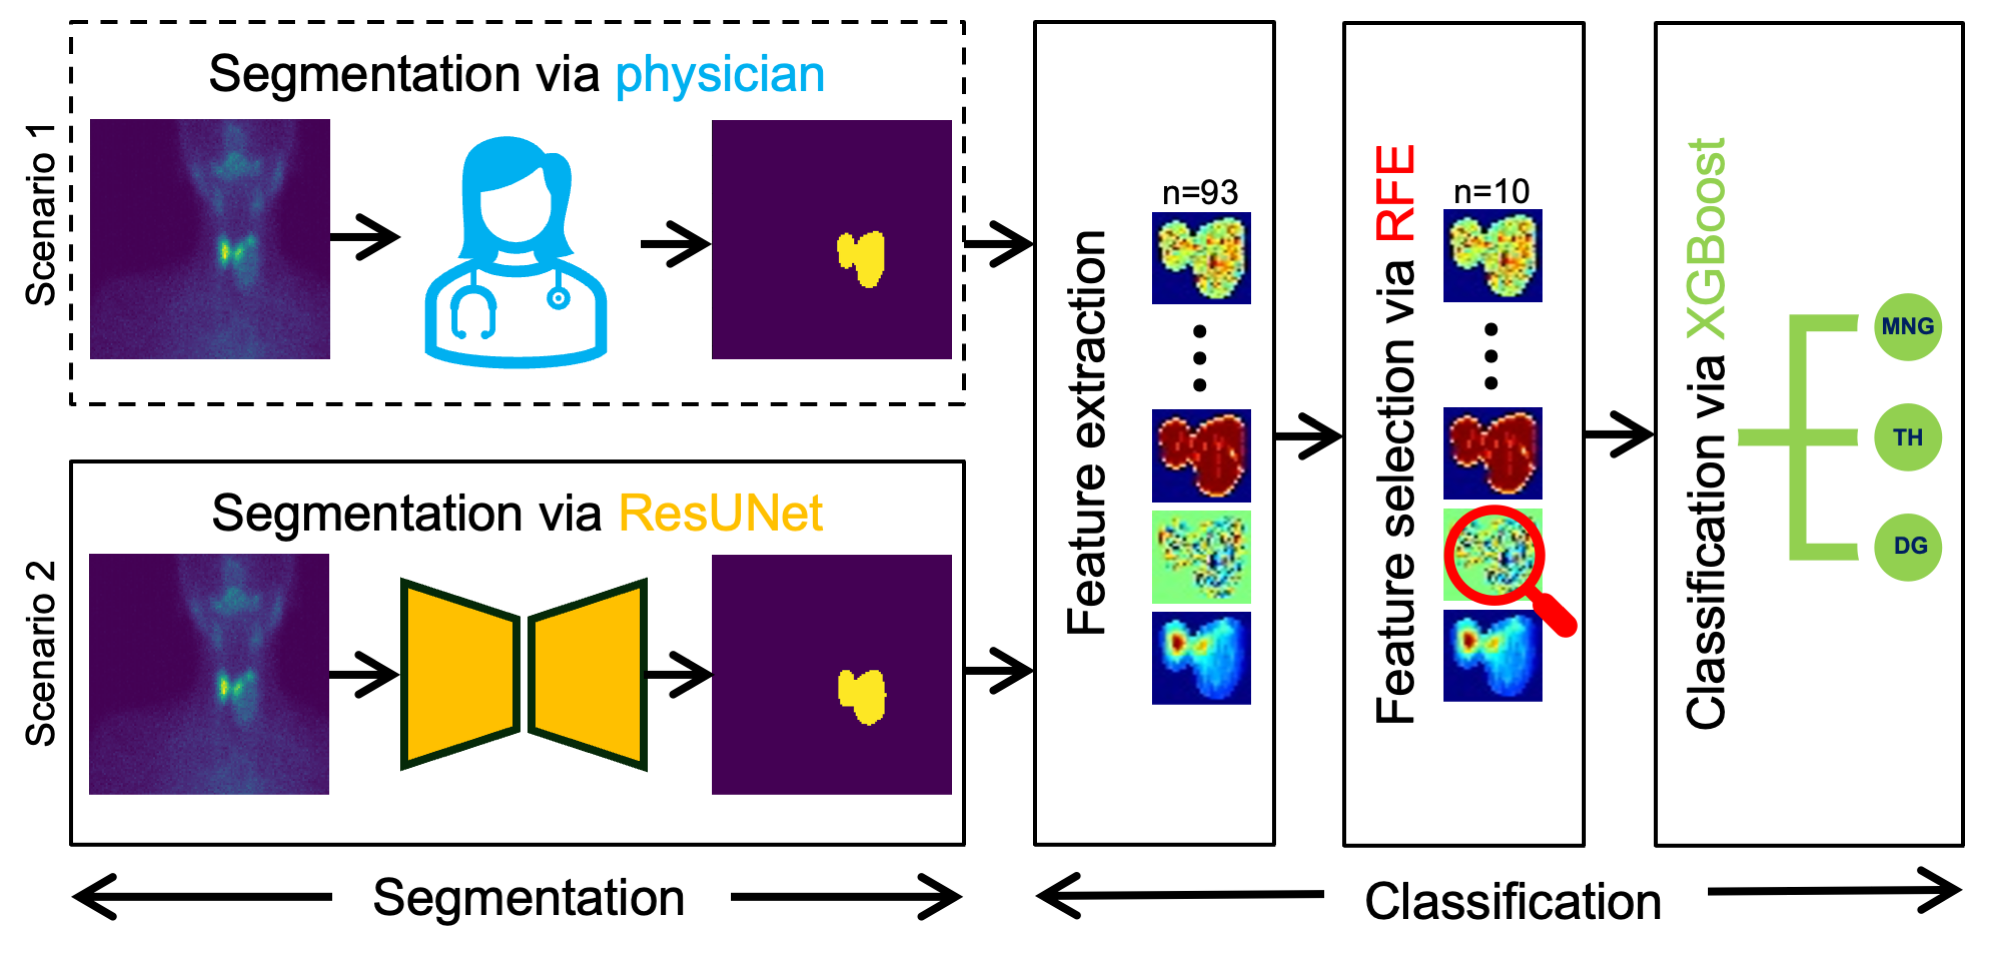 Scenario 1
Segmentation via physician
Scenario 2
Segmentation via ResUNet
Segmentation
Feature extraction
n=93
Feature selection via RFE
n=10
Classification via XGBoost
MNG
TH
DG
Classification